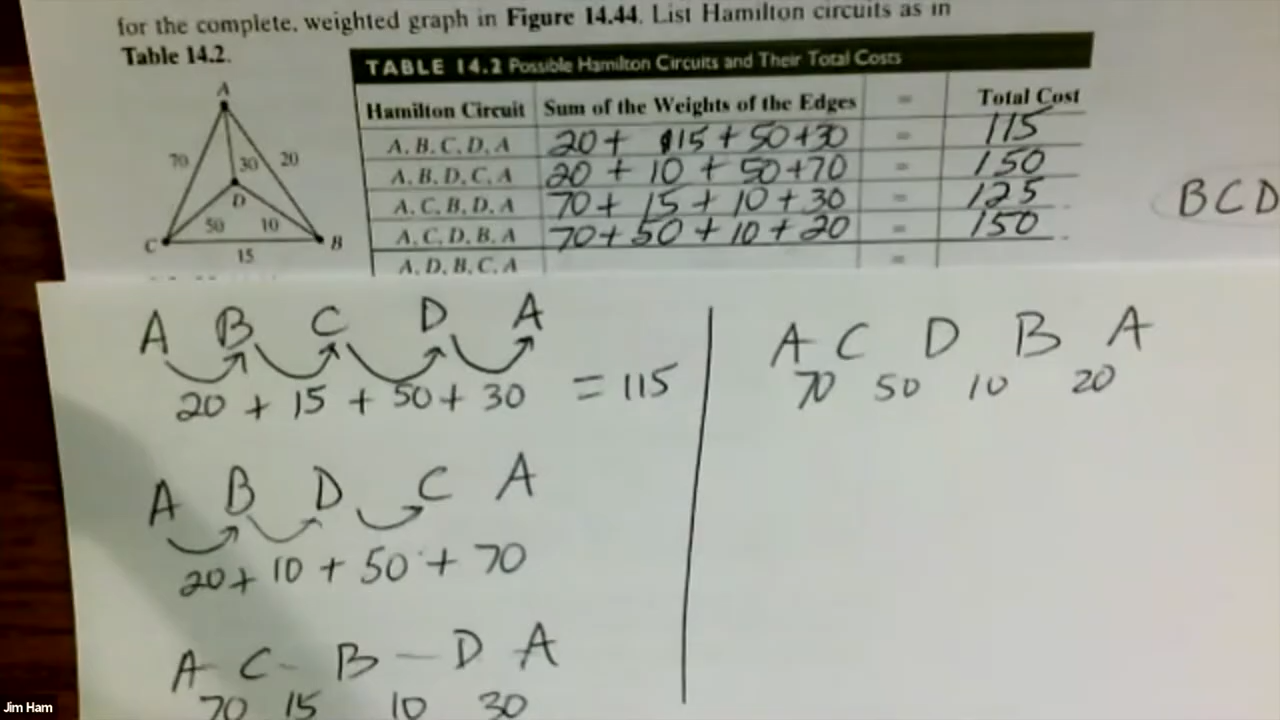 for the complete, weighted graph in Figure 14.44. List Hamilton circuits as in
Table 14.2.
TABLE 14.2 Possible Hamilton Circuits and Their Total Costs
Hamilton Circuit Sum of the Weights of the Edges = Total Cost
A, B, C, D, A 20 + 15 + 50 + 30 = 115
A, B, D, C, A 20 + 10 + 50 + 70 = 150
A, C, B, D, A 70 + 15 + 10 + 30 = 125
A, C, D, B, A 70 + 50 + 10 + 20 = 150
A, D, B, C, A =
A
70 30 20
D
50 10
C B
15
BCD
A B C D A
20 + 15 + 50 + 30 = 115
A B D C A
20 + 10 + 50 + 70
A C - B - D A
70 15 10 30
A C D B A
70 50 10 20
Jim Ham